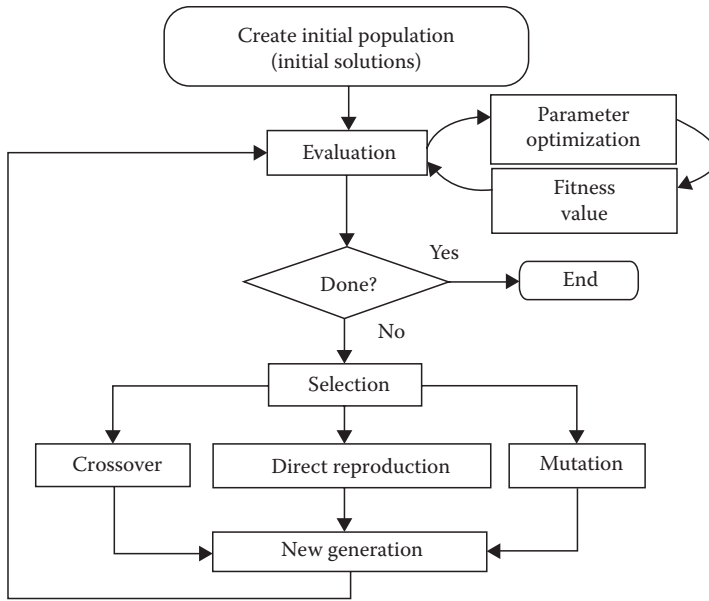 Create initial population
(initial solutions)
Parameter
optimization
Evaluation
Fitness
value
Yes
Done?
End
No
Selection
Crossover
Direct reproduction
Mutation
New generation